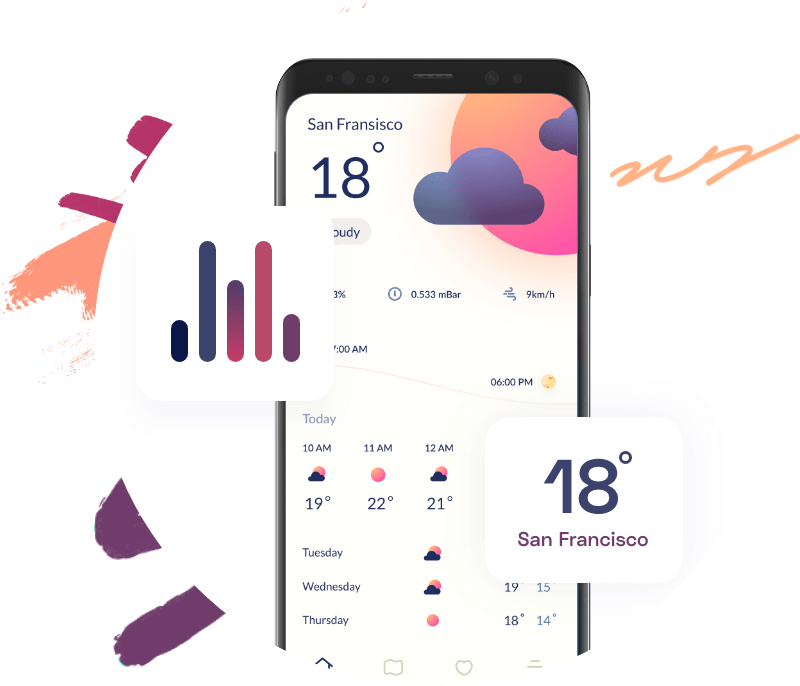 San Fransisco
18°
oudy
3%
0.533 mBar
9km/h
7:00 AM
06:00 PM
Today
10 AM 11 AM 12 AM
19° 22° 21°
18°
San Francisco
Tuesday
Wednesday 19° 15°
Thursday 18° 14°